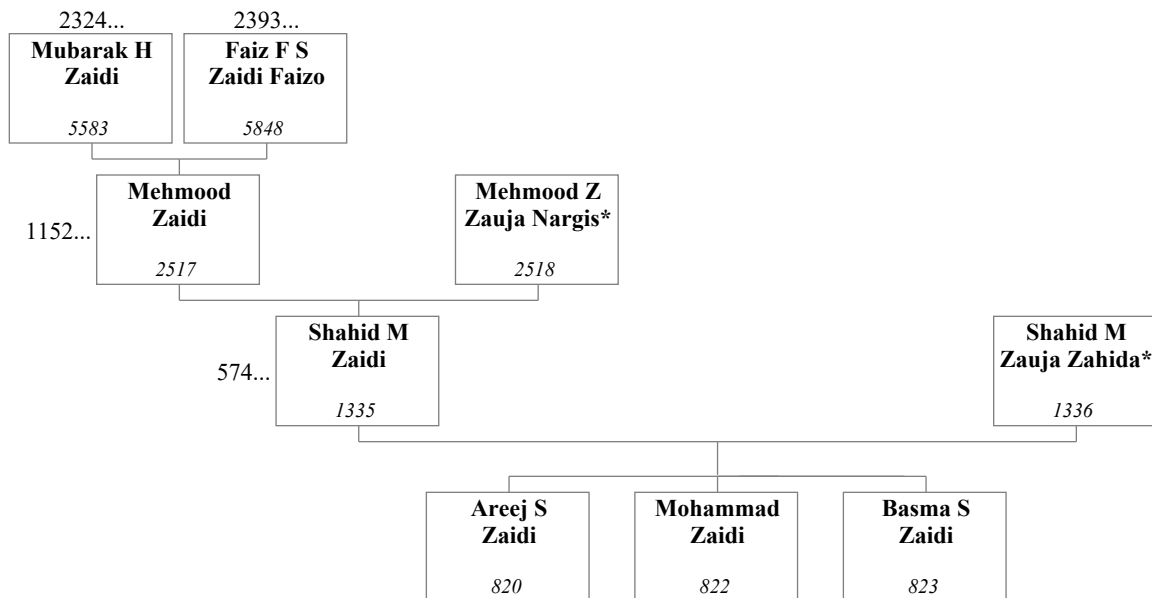 2324...
2393...
Mubarak H
Zaidi
5583
Faiz F S
Zaidi Faizo
5848
1152...
Mehmood
Zaidi
2517
Mehmood Z
Zauja Nargis*
2518
574...
Shahid M
Zaidi
1335
Shahid M
Zauja Zahida*
1336
Areej S
Zaidi
820
Mohammad
Zaidi
822
Basma S
Zaidi
823